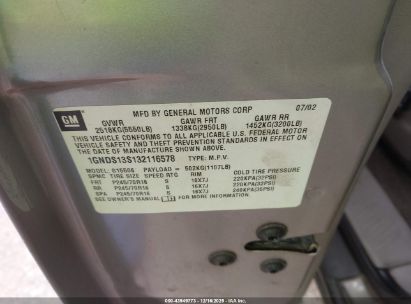 MFD BY GENERAL MOTORS CORP 07/02
GM
GVWR GAWR FRT GAWR RR
2518KG(5550LB) 1338KG(2950LB) 1452KG(3200LB)
THIS VEHICLE CONFORMS TO ALL APPLICABLE U.S. FEDERAL MOTOR
VEHICLE SAFETY, BUMPER, AND THEFT PREVENTION STANDARDS IN
EFFECT ON THE DATE OF MANUFACTURE SHOWN ABOVE.
1GNDS13S132116578 TYPE: M.P.V.
MODEL: S15506 PAYLOAD = 502KG(1107LB)
SPMC TIRE SIZE SPEED RTG RIM COLD TIRE PRESSURE
FRT P245/70R16 S 16X7J 220KPA(32PSI)
RR P245/70R16 S 16X7J 220KPA(32PSI)
SPA P245/70R16 S 16X7J 240KPA(35PSI)
SEE OWNER'S MANUAL FOR ADDITIONAL INFORMATION